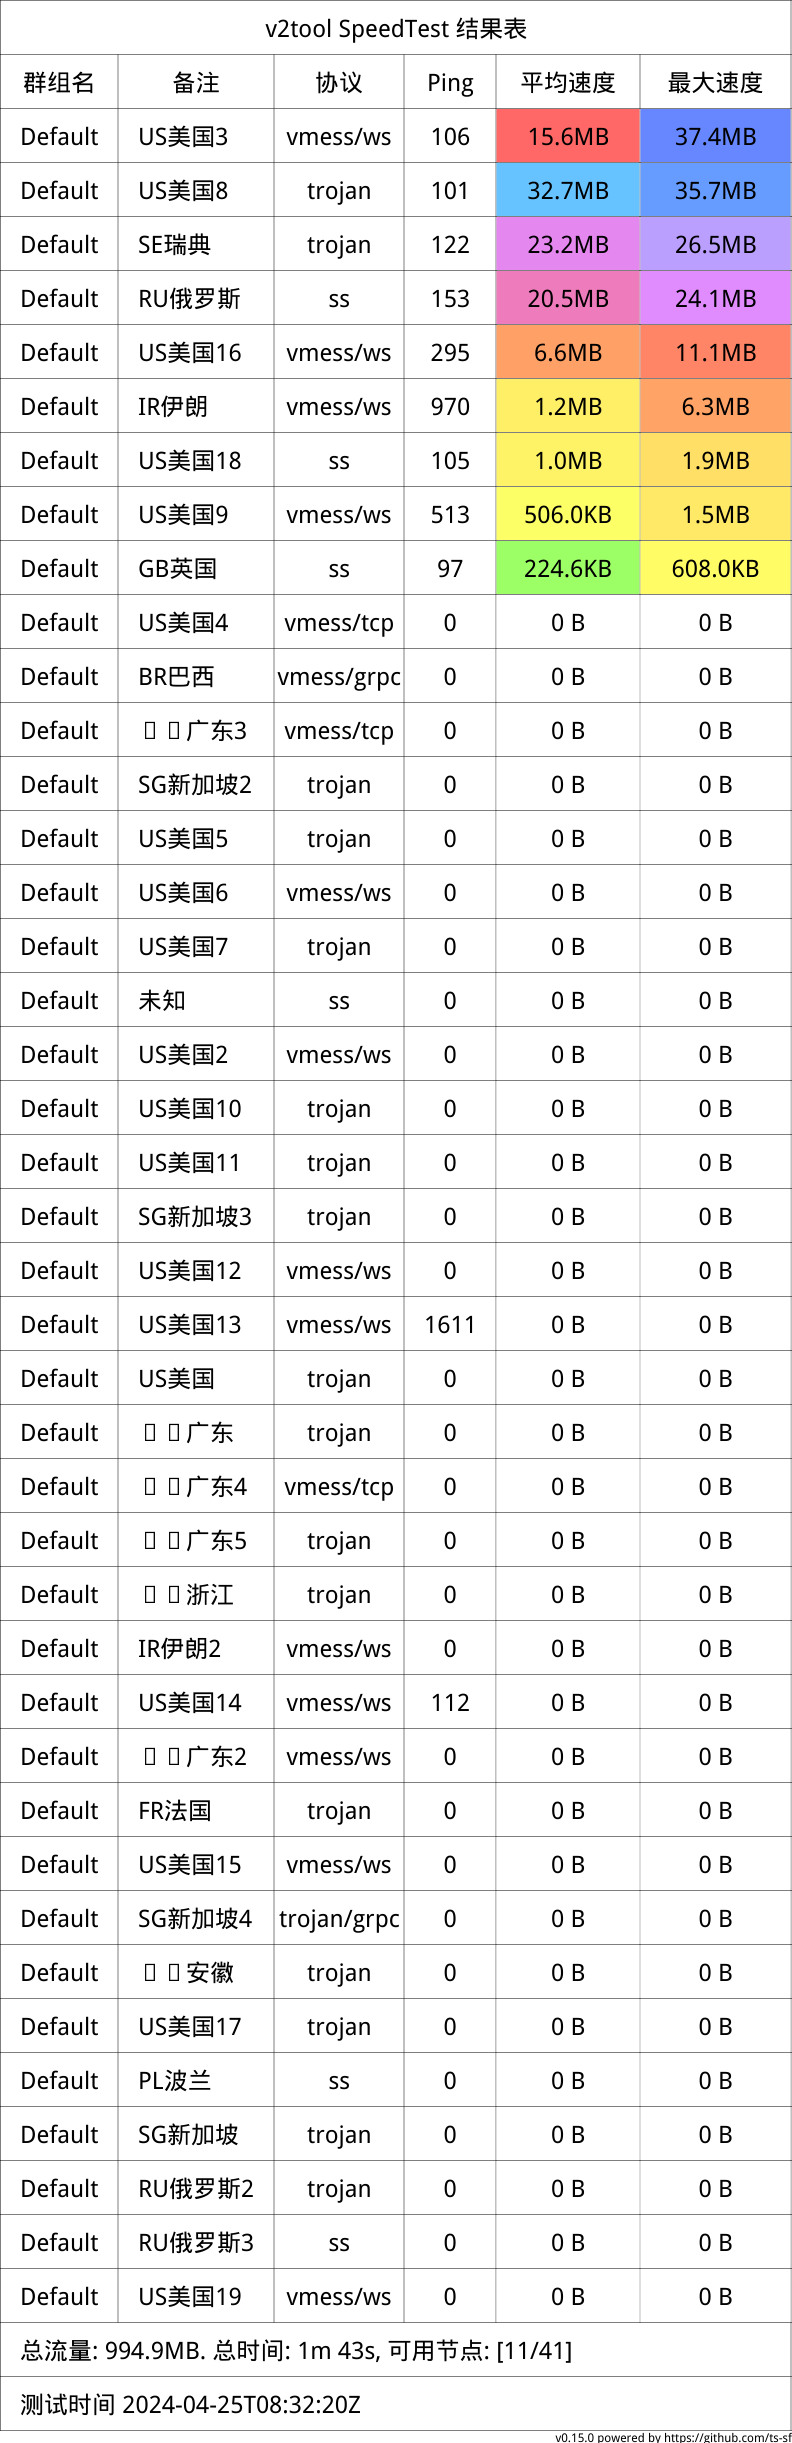 v2tool SpeedTest 结果表
群组名 备注 协议 Ping 平均速度 最大速度
Default US美国3 vmess/ws 106 15.6MB 37.4MB
Default US美国8 trojan 101 32.7MB 35.7MB
Default SE瑞典 trojan 122 23.2MB 26.5MB
Default RU俄罗斯 ss 153 20.5MB 24.1MB
Default US美国16 vmess/ws 295 6.6MB 11.1MB
Default IR伊朗 vmess/ws 970 1.2MB 6.3MB
Default US美国18 ss 105 1.0MB 1.9MB
Default US美国9 vmess/ws 513 506.0KB 1.5MB
Default GB英国 ss 97 224.6KB 608.0KB
Default US美国4 vmess/tcp 0 0 B 0 B
Default BR巴西 vmess/grpc 0 0 B 0 B
Default 广东3 vmess/tcp 0 0 B 0 B
Default SG新加坡2 trojan 0 0 B 0 B
Default US美国5 trojan 0 0 B 0 B
Default US美国6 vmess/ws 0 0 B 0 B
Default US美国7 trojan 0 0 B 0 B
Default 未知 ss 0 0 B 0 B
Default US美国2 vmess/ws 0 0 B 0 B
Default US美国10 trojan 0 0 B 0 B
Default US美国11 trojan 0 0 B 0 B
Default SG新加坡3 trojan 0 0 B 0 B
Default US美国12 vmess/ws 0 0 B 0 B
Default US美国13 vmess/ws 1611 0 B 0 B
Default US美国 trojan 0 0 B 0 B
Default 广东 trojan 0 0 B 0 B
Default 广东4 vmess/tcp 0 0 B 0 B
Default 广东5 trojan 0 0 B 0 B
Default 浙江 trojan 0 0 B 0 B
Default IR伊朗2 vmess/ws 0 0 B 0 B
Default US美国14 vmess/ws 112 0 B 0 B
Default 广东2 vmess/ws 0 0 B 0 B
Default FR法国 trojan 0 0 B 0 B
Default US美国15 vmess/ws 0 0 B 0 B
Default SG新加坡4 trojan/grpc 0 0 B 0 B
Default 安徽 trojan 0 0 B 0 B
Default US美国17 trojan 0 0 B 0 B
Default PL波兰 ss 0 0 B 0 B
Default SG新加坡 trojan 0 0 B 0 B
Default RU俄罗斯2 trojan 0 0 B 0 B
Default RU俄罗斯3 ss 0 0 B 0 B
Default US美国19 vmess/ws 0 0 B 0 B
总流量: 994.9MB. 总时间: 1m 43s, 可用节点: [11/41]
测试时间 2024-04-25T08:32:20Z
v0.15.0 powered by https://github.com/ts-sf